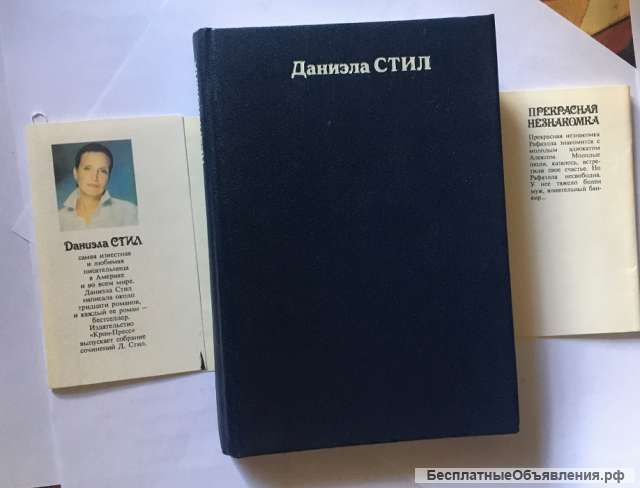 Даниэла СТИЛ
Даниэла СТИЛ
самая известная
и любимая
писательница
в Америке
и во всем мире.
Даниэла Стил
написала около
тридцати романов,
и каждый ее роман —
бестселлер.
Издательство
«Крон-Пресс»
выпускает собрание
сочинений Д. Стил.
ПРЕКРАСНАЯ
НЕЗНАКОМКА
Прекрасная незнакомка
Рафаэлла знакомится с
молодым адвокатом
Алексом. Молодые
люди, казалось, встре-
тили свое счастье. Но
Рафаэлла несвободна.
У нее тяжело болен
муж, влиятельный бан-
кир...
БесплатныеОбъявления.рф